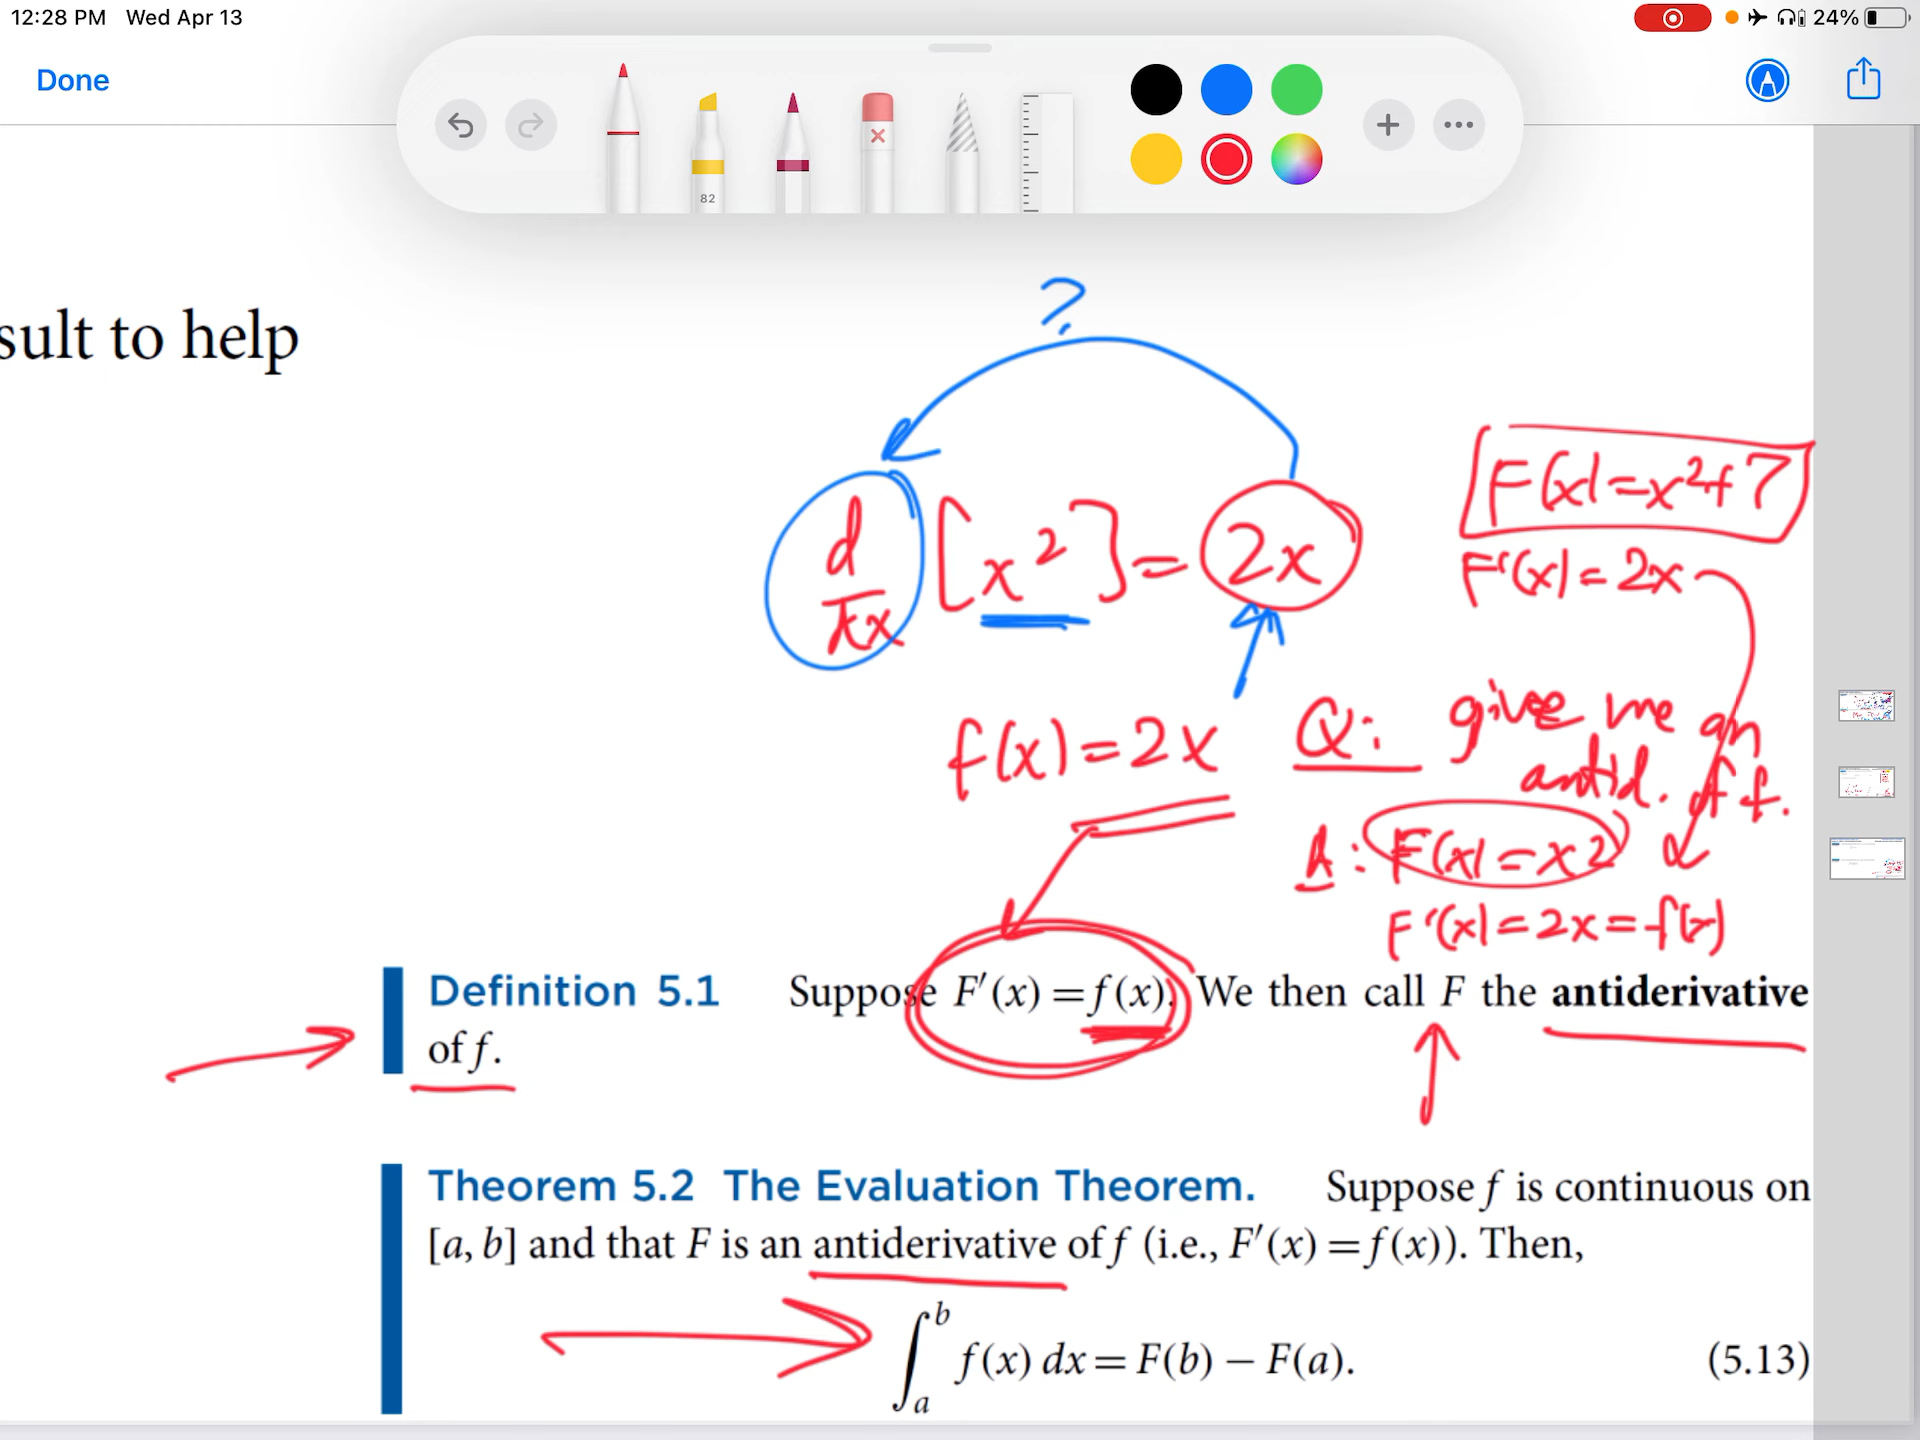 12:28 PM Wed Apr 13
24%
Done
82
sult to help
?
d/dx [x²] = 2x
F(x) = x² + 7
F'(x) = 2x
f(x) = 2x
Q: give me an
antid. of f.
A: F(x) = x²
F'(x) = 2x = f(x)
Definition 5.1 Suppose F′(x) = f(x). We then call F the antiderivative
of f.
Theorem 5.2 The Evaluation Theorem. Suppose f is continuous on
[a, b] and that F is an antiderivative of f (i.e., F′(x) = f(x)). Then,
∫ₐᵇ f(x) dx = F(b) − F(a). (5.13)